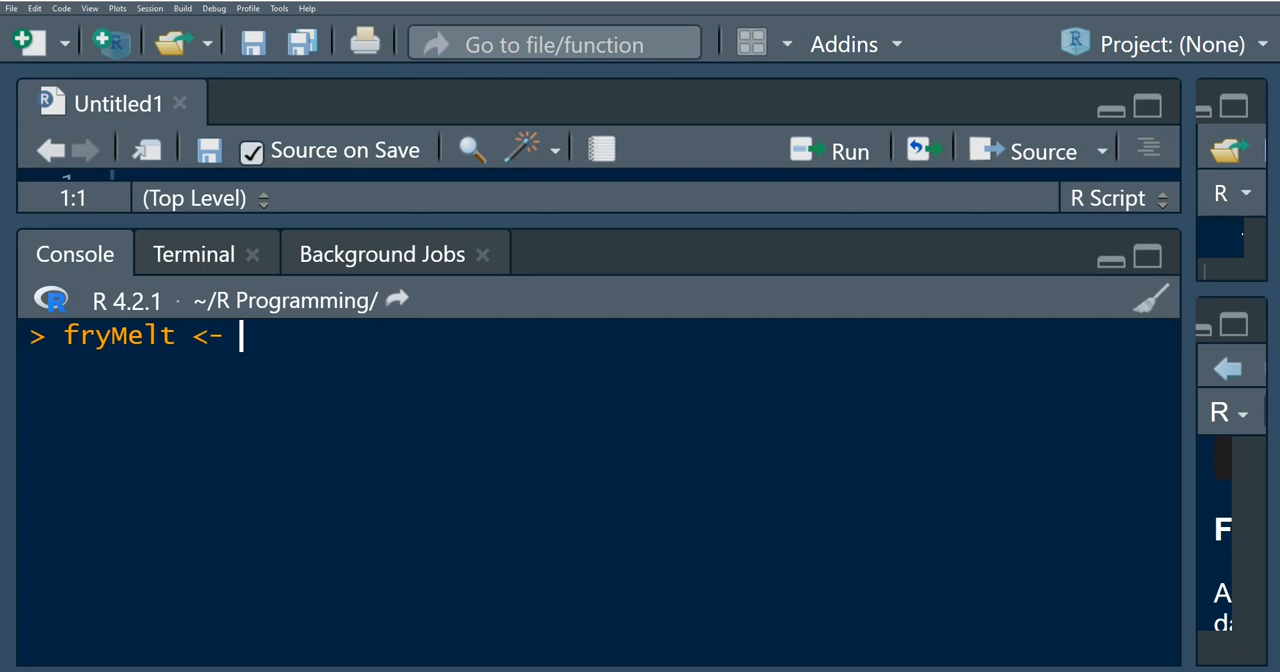 File Edit Code View Plots Session Build Debug Profile Tools Help
Go to file/function Addins Project: (None)
Untitled1
Source on Save Run Source
1:1 (Top Level) R Script
R
Console Terminal Background Jobs
R 4.2.1 · ~/R Programming/
> fryMelt <-
R
F
A